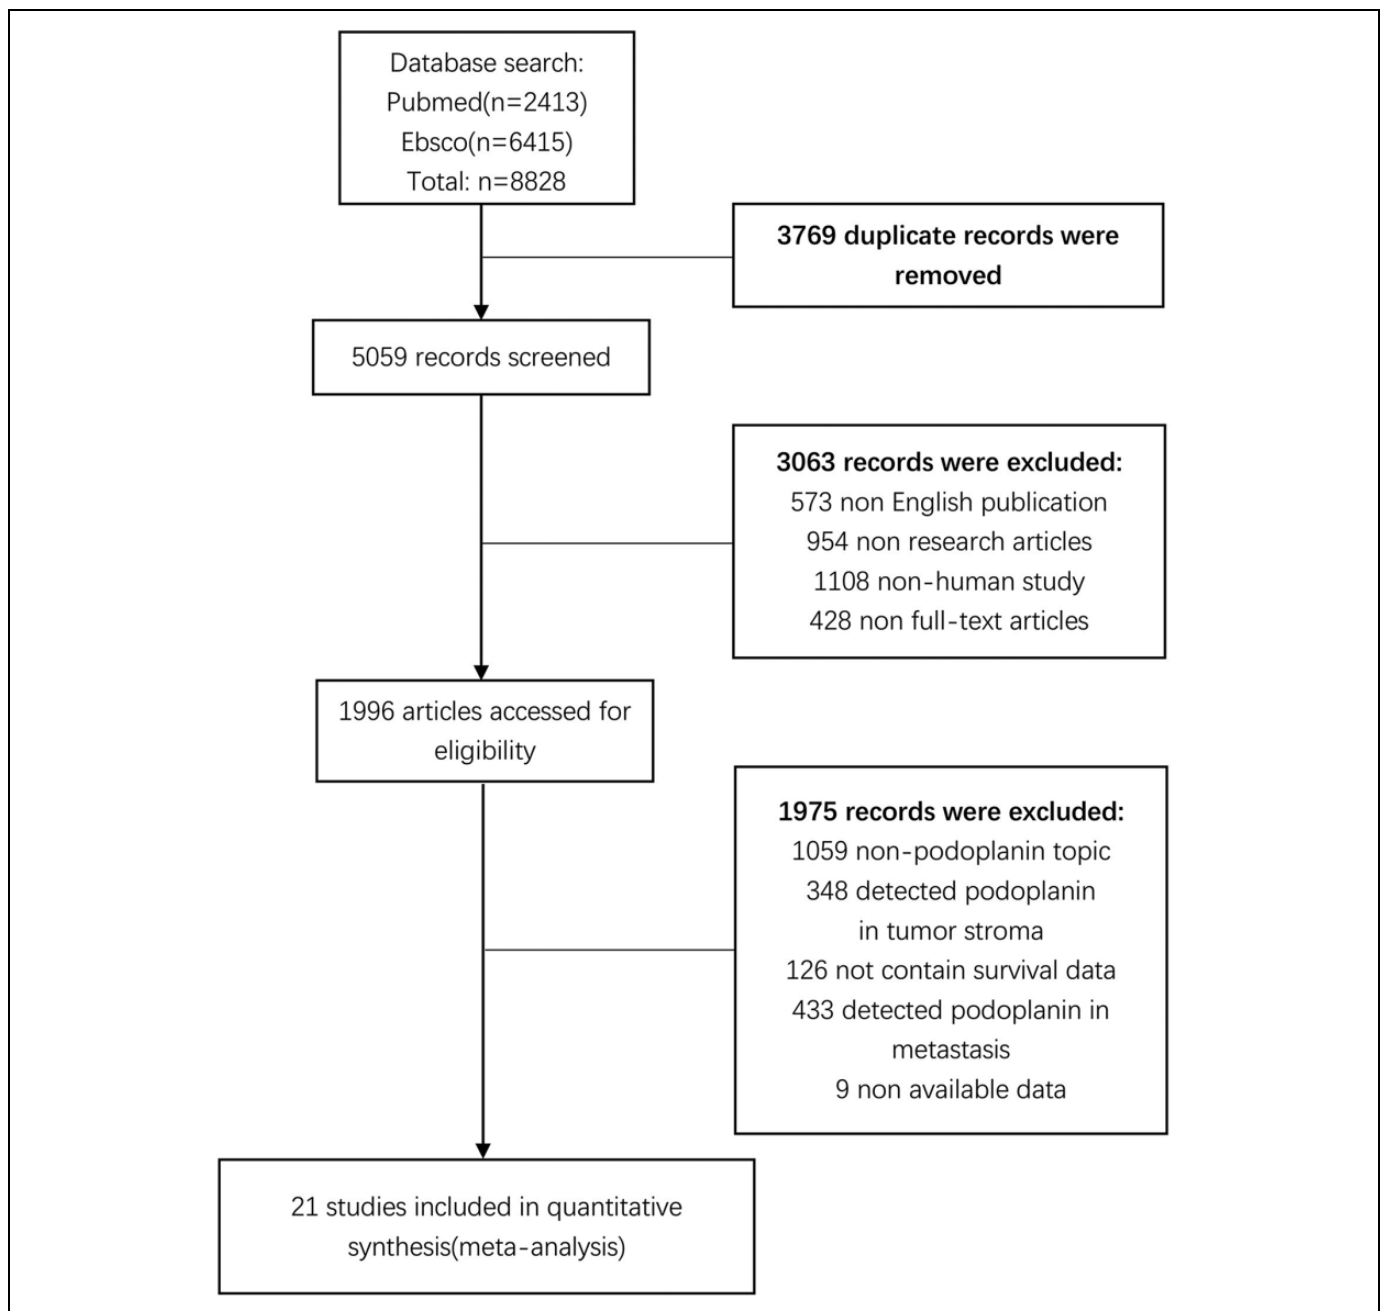 Database search:
Pubmed(n=2413)
Ebsco(n=6415)
Total: n=8828
3769 duplicate records were
removed
5059 records screened
3063 records were excluded:
573 non English publication
954 non research articles
1108 non-human study
428 non full-text articles
1996 articles accessed for
eligibility
1975 records were excluded:
1059 non-podoplanin topic
348 detected podoplanin
in tumor stroma
126 not contain survival data
433 detected podoplanin in
metastasis
9 non available data
21 studies included in quantitative
synthesis(meta-analysis)